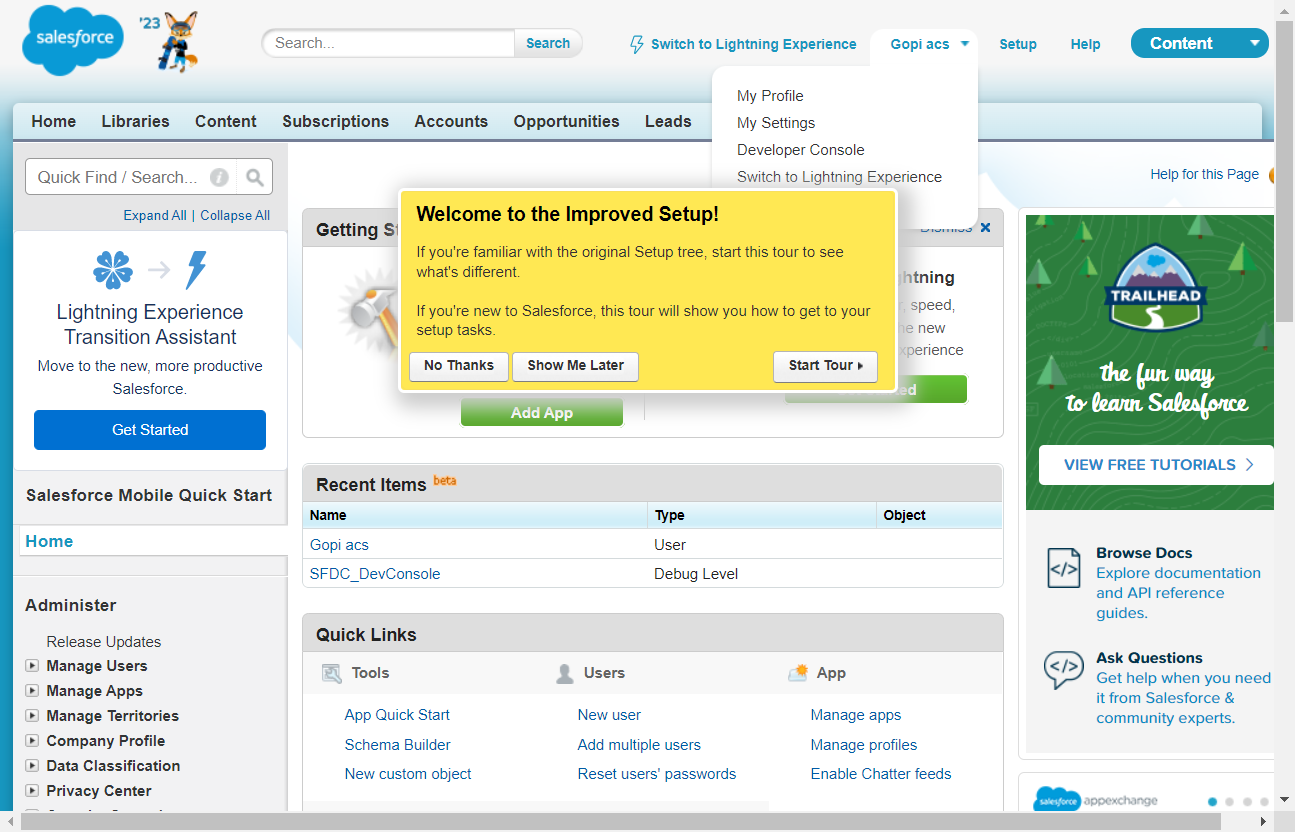 salesforce
'23
Search...
Search
Switch to Lightning Experience
Gopi acs
Setup
Help
Content
My Profile
My Settings
Developer Console
Switch to Lightning Experience
Home
Libraries
Content
Subscriptions
Accounts
Opportunities
Leads
Quick Find / Search...
Expand All | Collapse All
Help for this Page
Lightning Experience
Transition Assistant
Move to the new, more productive
Salesforce.
Get Started
Salesforce Mobile Quick Start
Home
Administer
Release Updates
Manage Users
Manage Apps
Manage Territories
Company Profile
Data Classification
Privacy Center
Getting
Dismiss
Welcome to the Improved Setup!
If you're familiar with the original Setup tree, start this tour to see
what's different.
If you're new to Salesforce, this tour will show you how to get to your
setup tasks.
No Thanks
Show Me Later
Start Tour
speed,
new
Add App
Recent Items beta
Name
Type
Object
Gopi acs
User
SFDC_DevConsole
Debug Level
Quick Links
Tools
Users
App
App Quick Start
New user
Manage apps
Schema Builder
Add multiple users
Manage profiles
New custom object
Reset users' passwords
Enable Chatter feeds
TRAILHEAD
the fun way
to learn Salesforce
VIEW FREE TUTORIALS
Browse Docs
Explore documentation
and API reference
guides.
Ask Questions
Get help when you need
it from Salesforce &
community experts.
salesforce appexchange